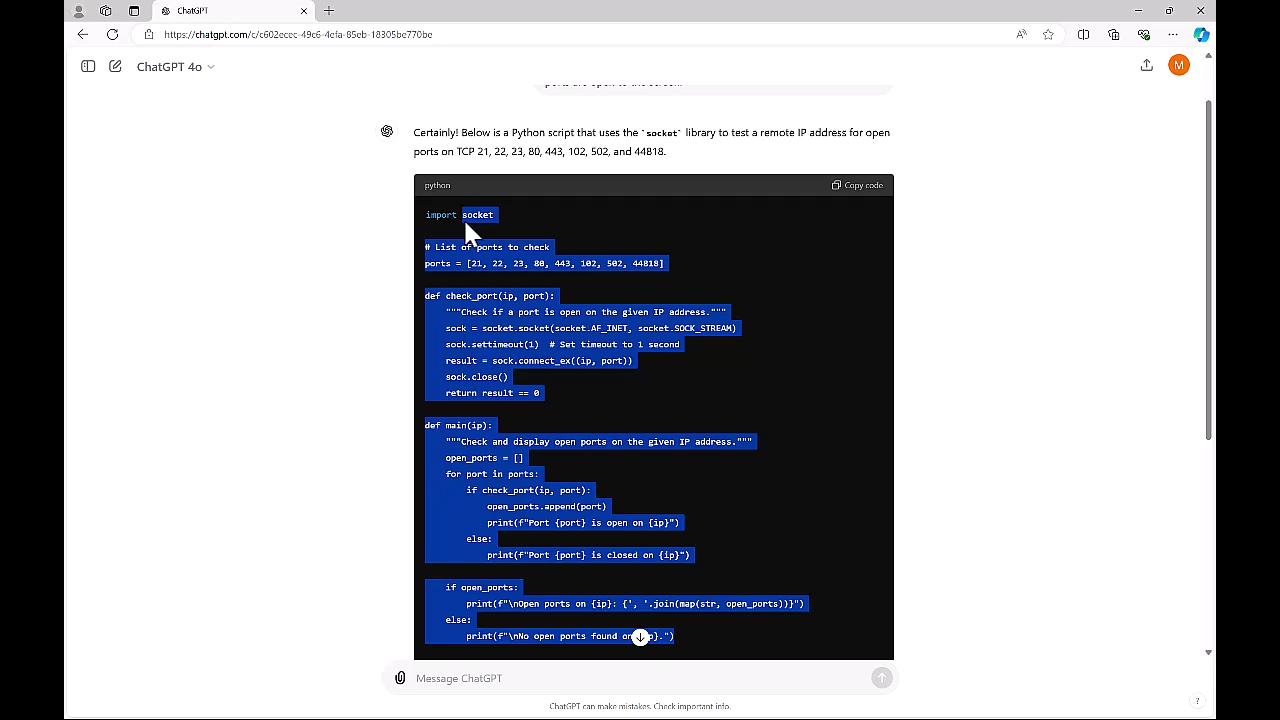 ChatGPT
https://chatgpt.com/c/c602ecec-49c6-4efa-85eb-18305be770be
ChatGPT 4o
M
ports are open to the screen.
Certainly! Below is a Python script that uses the `socket` library to test a remote IP address for open
ports on TCP 21, 22, 23, 80, 443, 102, 502, and 44818.
python
Copy code
import socket
# List of ports to check
ports = [21, 22, 23, 80, 443, 102, 502, 44818]
def check_port(ip, port):
"""Check if a port is open on the given IP address."""
sock = socket.socket(socket.AF_INET, socket.SOCK_STREAM)
sock.settimeout(1)  # Set timeout to 1 second
result = sock.connect_ex((ip, port))
sock.close()
return result == 0
def main(ip):
"""Check and display open ports on the given IP address."""
open_ports = []
for port in ports:
if check_port(ip, port):
open_ports.append(port)
print(f"Port {port} is open on {ip}")
else:
print(f"Port {port} is closed on {ip}")
if open_ports:
print(f"\nOpen ports on {ip}: {', '.join(map(str, open_ports))}")
else:
print(f"\nNo open ports found on p}.")
Message ChatGPT
ChatGPT can make mistakes. Check important info.
?